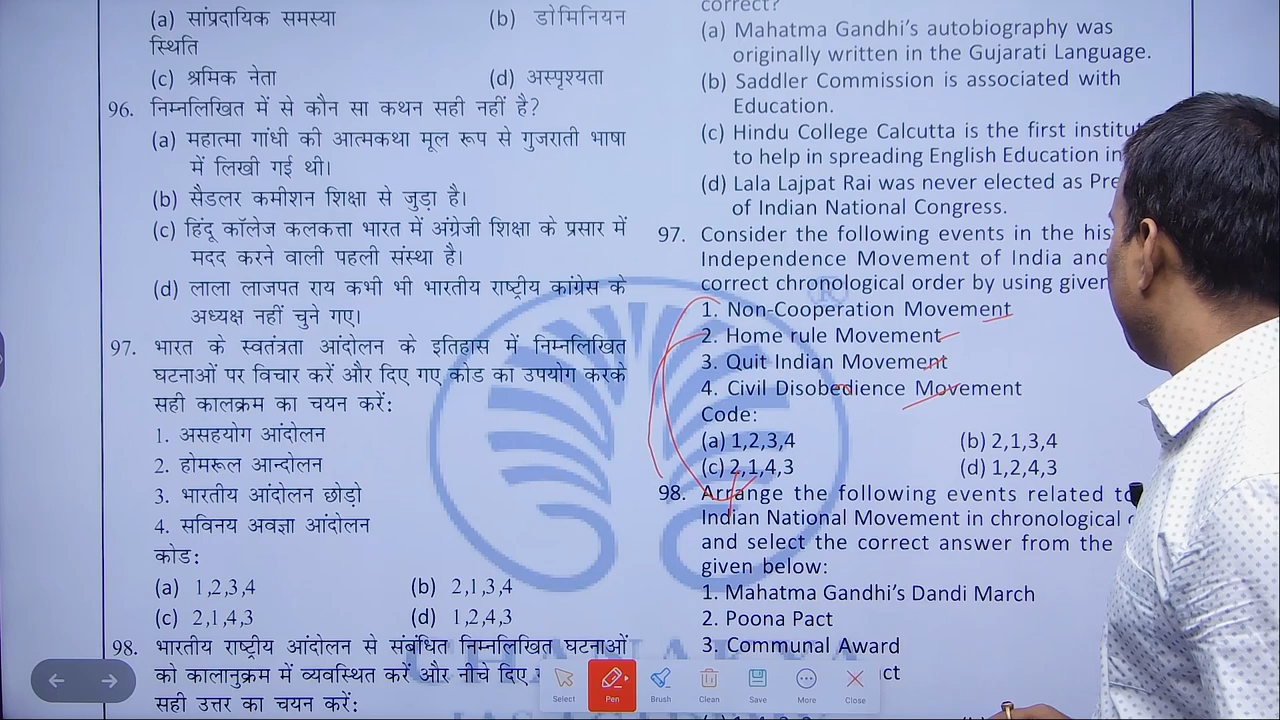 (a) सांप्रदायिक समस्या (b) डोमिनियन
स्थिति
(c) श्रमिक नेता (d) अस्पृश्यता
96. निम्नलिखित में से कौन सा कथन सही नहीं है?
(a) महात्मा गांधी की आत्मकथा मूल रूप से गुजराती भाषा
में लिखी गई थी।
(b) सैडलर कमीशन शिक्षा से जुड़ा है।
(c) हिंदू कॉलेज कलकत्ता भारत में अंग्रेजी शिक्षा के प्रसार में
मदद करने वाली पहली संस्था है।
(d) लाला लाजपत राय कभी भी भारतीय राष्ट्रीय कांग्रेस के
अध्यक्ष नहीं चुने गए।
97. भारत के स्वतंत्रता आंदोलन के इतिहास में निम्नलिखित
घटनाओं पर विचार करें और दिए गए कोड का उपयोग करके
सही कालक्रम का चयन करें:
1. असहयोग आंदोलन
2. होमरूल आन्दोलन
3. भारतीय आंदोलन छोड़ो
4. सविनय अवज्ञा आंदोलन
कोड:
(a) 1,2,3,4 (b) 2,1,3,4
(c) 2,1,4,3 (d) 1,2,4,3
98. भारतीय राष्ट्रीय आंदोलन से संबंधित निम्नलिखित घटनाओं
को कालानुक्रम में व्यवस्थित करें और नीचे दिए
सही उत्तर का चयन करें:
correct?
(a) Mahatma Gandhi's autobiography was
originally written in the Gujarati Language.
(b) Saddler Commission is associated with
Education.
(c) Hindu College Calcutta is the first
to help in spreading English Education in
(d) Lala Lajpat Rai was never elected as
of Indian National Congress.
97. Consider the following events in the
Independence Movement of India and
correct chronological order by using
1. Non-Cooperation Movement
2. Home rule Movement
3. Quit Indian Movement
4. Civil Disobedience Movement
Code:
(a) 1,2,3,4 (b) 2,1,3,4
(c) 2,1,4,3 (d) 1,2,4,3
98. Arrange the following events related
Indian National Movement in chronological
and select the correct answer from the
given below:
1. Mahatma Gandhi's Dandi March
2. Poona Pact
3. Communal Award
Select Pen Brush Clean Save More Close